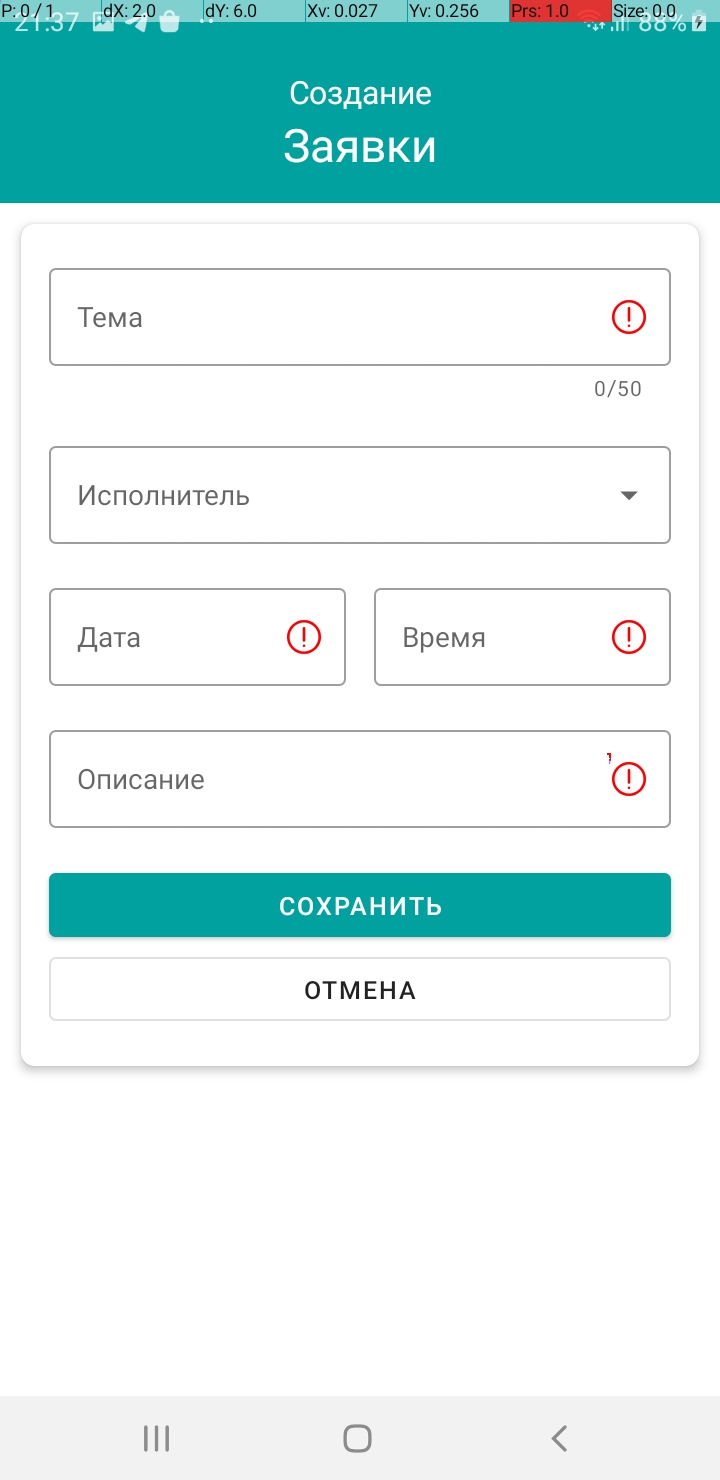 P: 0 / 1 dX: 2.0 dY: 6.0 Xv: 0.027 Yv: 0.256 Prs: 1.0 Size: 0.0
21:37 88%
Создание
Заявки
Тема
0/50
Исполнитель
Дата Время
Описание
СОХРАНИТЬ
ОТМЕНА